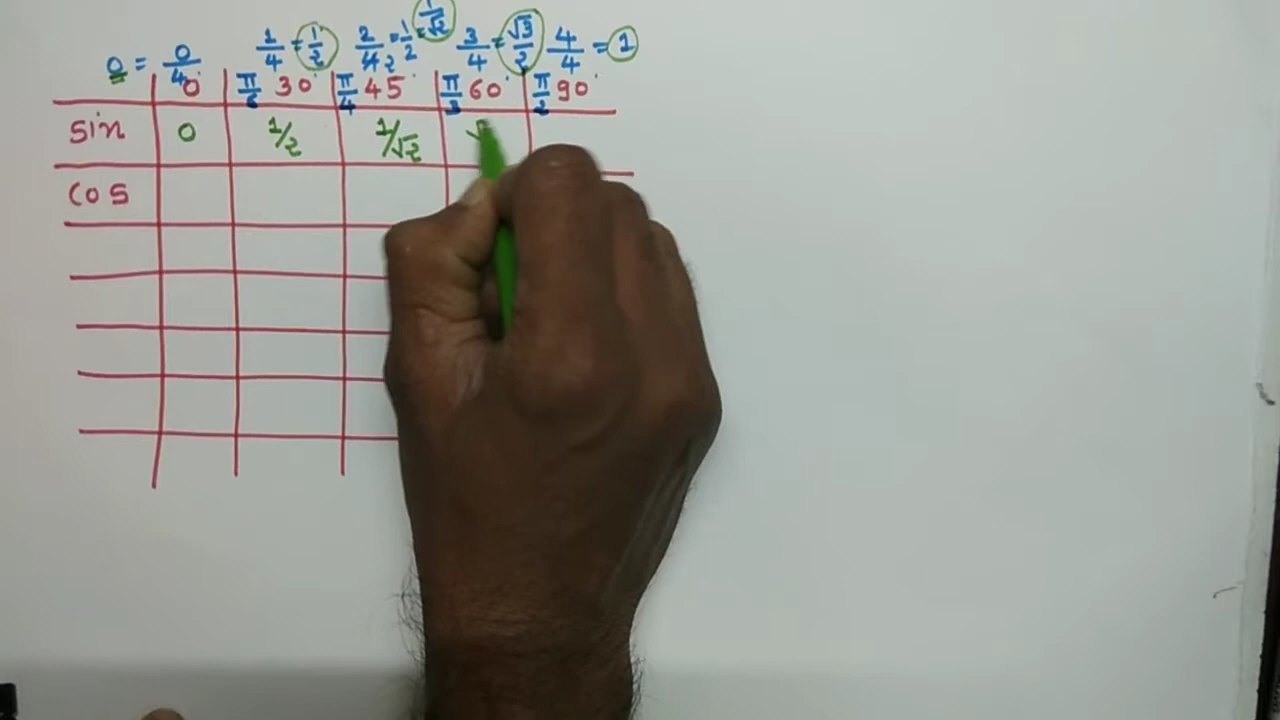 0 = 0/4 1/4 = 1/2 2/4 2 = 1/2 = 1/√2 3/4 = √3/2 4/4 = 1
0° π/6 30° π/4 45° π/3 60° π/2 90°
sin 0 1/2 1/√2 √
cos